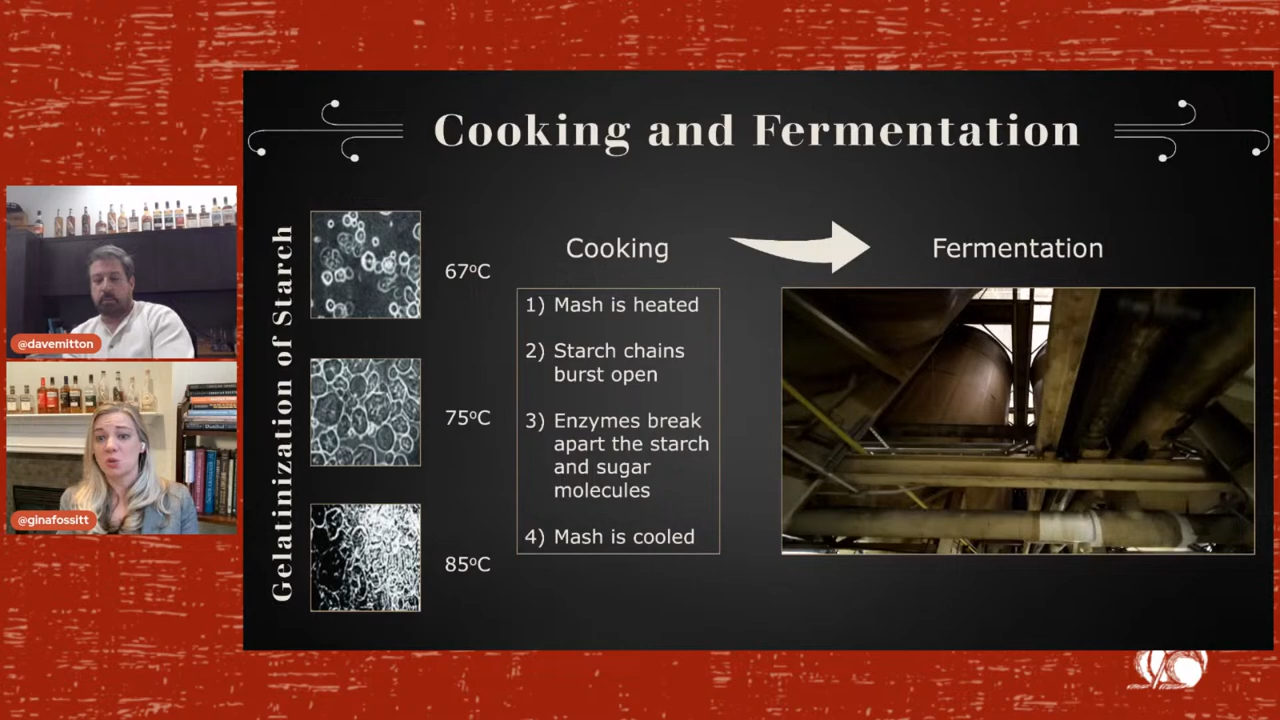 Cooking and Fermentation
@davemitton
@ginafossitt
Gelatinization of Starch
67ºC
75ºC
85ºC
Cooking
1) Mash is heated
2) Starch chains
burst open
3) Enzymes break
apart the starch
and sugar
molecules
4) Mash is cooled
Fermentation